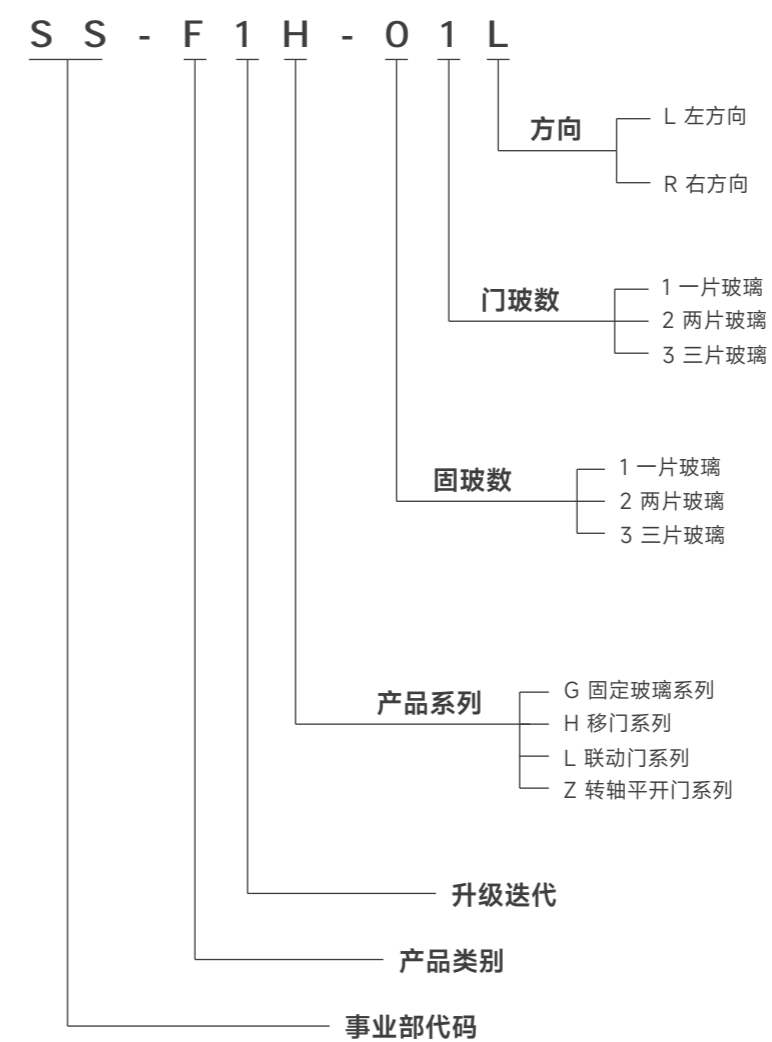 SS-F1H-01L
方向
L 左方向
R 右方向
门玻数
1 一片玻璃
2 两片玻璃
3 三片玻璃
固玻数
1 一片玻璃
2 两片玻璃
3 三片玻璃
产品系列
G 固定玻璃系列
H 移门系列
L 联动门系列
Z 转轴平开门系列
升级迭代
产品类别
事业部代码